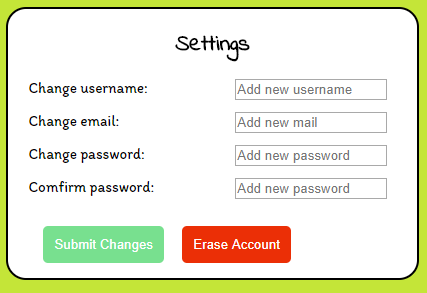 Settings
Change username: Add new username
Change email: Add new mail
Change password: Add new password
Comfirm password: Add new password
Submit Changes Erase Account